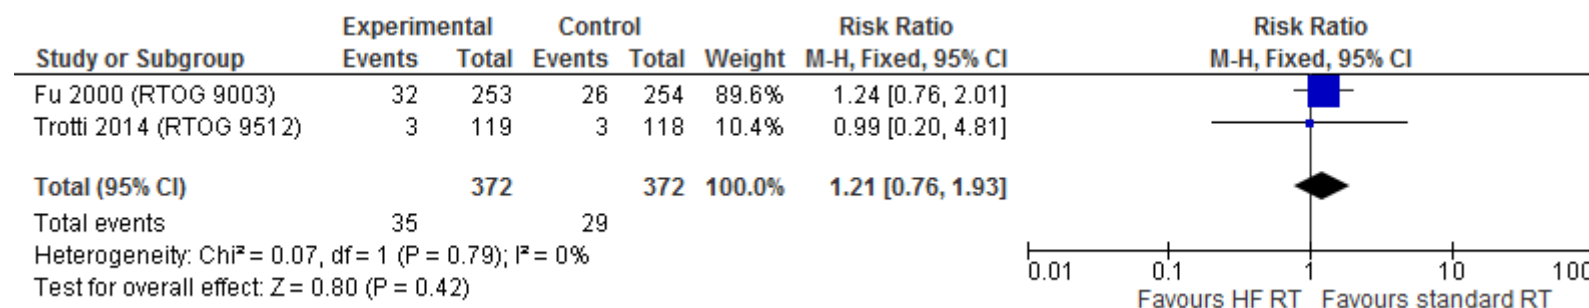 Experimental Control Risk Ratio Risk Ratio
Study or Subgroup Events Total Events Total Weight M-H, Fixed, 95% CI M-H, Fixed, 95% CI
Fu 2000 (RTOG 9003) 32 253 26 254 89.6% 1.24 [0.76, 2.01]
Trotti 2014 (RTOG 9512) 3 119 3 118 10.4% 0.99 [0.20, 4.81]
Total (95% CI) 372 372 100.0% 1.21 [0.76, 1.93]
Total events 35 29
Heterogeneity: Chi² = 0.07, df = 1 (P = 0.79); I² = 0%
Test for overall effect: Z = 0.80 (P = 0.42)
0.01 0.1 1 10 100
Favours HF RT Favours standard RT